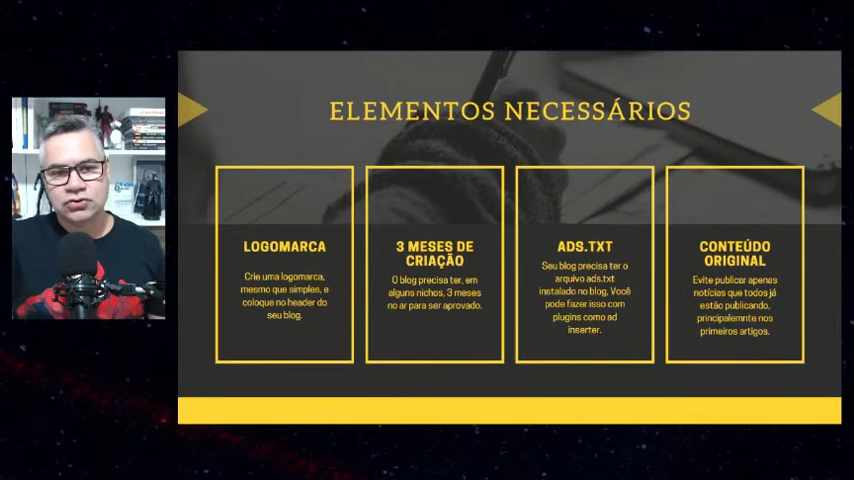 ELEMENTOS NECESSÁRIOS
LOGOMARCA
Crie uma logomarca,
mesmo que simples, e
coloque no header do
seu blog.
3 MESES DE
CRIAÇÃO
O blog precisa ter, em
alguns nichos, 3 meses
no ar para ser aprovado.
ADS.TXT
Seu blog precisa ter o
arquivo ads.txt
instalado no blog. Você
pode fazer isso com
plugins como ad
inserter.
CONTEÚDO
ORIGINAL
Evite publicar apenas
notícias que todos já
estão publicando,
principalemnte nos
primeiros artigos.